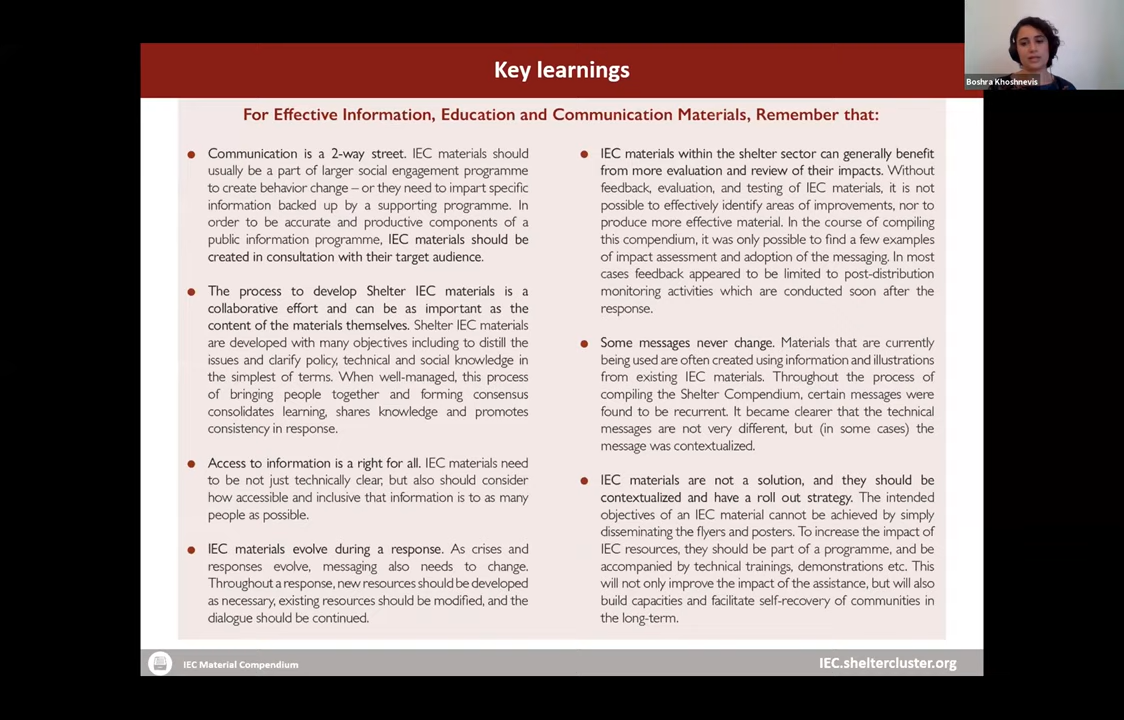 Key learnings
Boshra Khoshnevis
For Effective Information, Education and Communication Materials, Remember that:
Communication is a 2-way street. IEC materials should
usually be a part of larger social engagement programme
to create behavior change – or they need to impart specific
information backed up by a supporting programme. In
order to be accurate and productive components of a
public information programme, IEC materials should be
created in consultation with their target audience.
The process to develop Shelter IEC materials is a
collaborative effort and can be as important as the
content of the materials themselves. Shelter IEC materials
are developed with many objectives including to distill the
issues and clarify policy, technical and social knowledge in
the simplest of terms. When well-managed, this process
of bringing people together and forming consensus
consolidates learning, shares knowledge and promotes
consistency in response.
Access to information is a right for all. IEC materials need
to be not just technically clear, but also should consider
how accessible and inclusive that information is to as many
people as possible.
IEC materials evolve during a response. As crises and
responses evolve, messaging also needs to change.
Throughout a response, new resources should be developed
as necessary, existing resources should be modified, and the
dialogue should be continued.
IEC materials within the shelter sector can generally benefit
from more evaluation and review of their impacts. Without
feedback, evaluation, and testing of IEC materials, it is not
possible to effectively identify areas of improvements, nor to
produce more effective material. In the course of compiling
this compendium, it was only possible to find a few examples
of impact assessment and adoption of the messaging. In most
cases feedback appeared to be limited to post-distribution
monitoring activities which are conducted soon after the
response.
Some messages never change. Materials that are currently
being used are often created using information and illustrations
from existing IEC materials. Throughout the process of
compiling the Shelter Compendium, certain messages were
found to be recurrent. It became clearer that the technical
messages are not very different, but (in some cases) the
message was contextualized.
IEC materials are not a solution, and they should be
contextualized and have a roll out strategy. The intended
objectives of an IEC material cannot be achieved by simply
disseminating the flyers and posters. To increase the impact of
IEC resources, they should be part of a programme, and be
accompanied by technical trainings, demonstrations etc. This
will not only improve the impact of the assistance, but will also
build capacities and facilitate self-recovery of communities in
the long-term.
IEC Material Compendium
IEC.sheltercluster.org